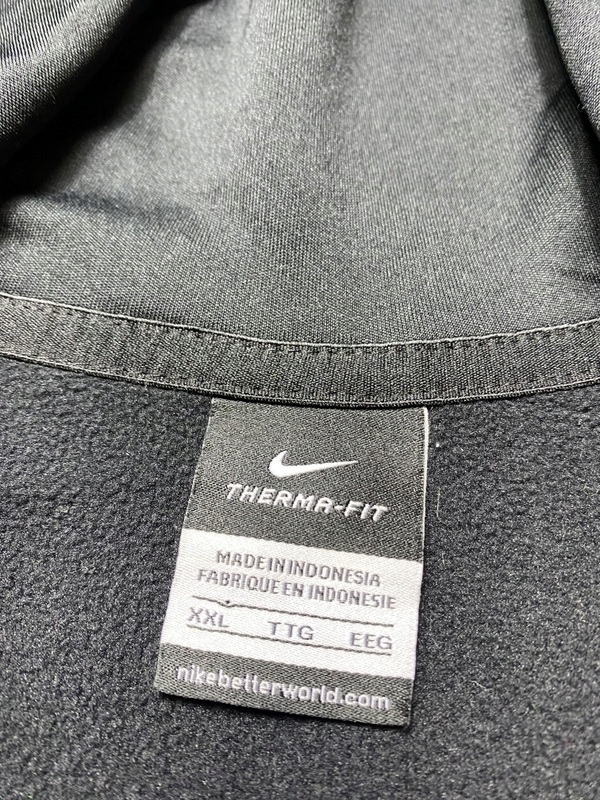 THERMA-FIT
MADE IN INDONESIA
FABRIQUE EN INDONESIE
XXL TTG EEG
nikebetterworld.com